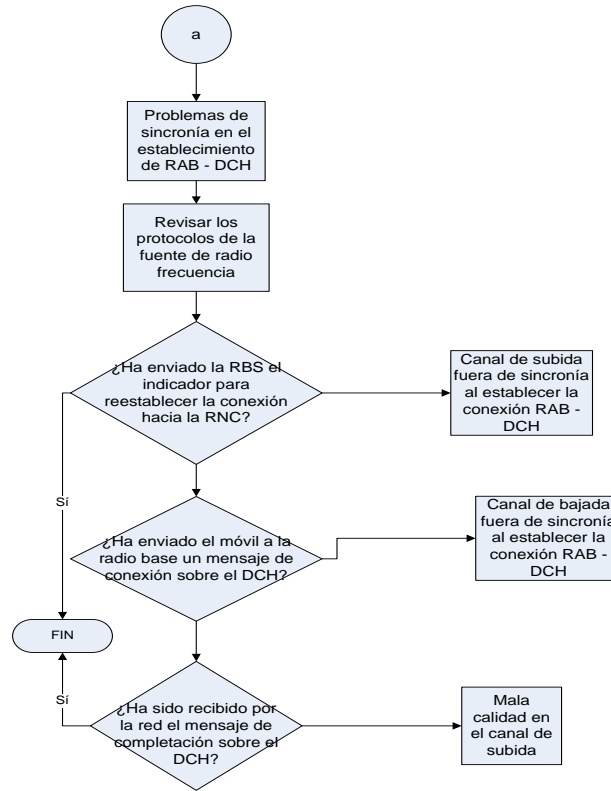 a
Problemas de
sincronía en el
establecimiento
de RAB - DCH
Revisar los
protocolos de la
fuente de radio
frecuencia
¿Ha enviado la RBS el
indicador para
reestablecer la conexión
hacia la RNC?
Canal de subida
fuera de sincronía
al establecer la
conexión RAB -
DCH
Sí
¿Ha enviado el móvil a la
radio base un mensaje de
conexión sobre el DCH?
Canal de bajada
fuera de sincronía
al establecer la
conexión RAB -
DCH
FIN
Sí
¿Ha sido recibido por
la red el mensaje de
completación sobre el
DCH?
Mala
calidad en
el canal de
subida